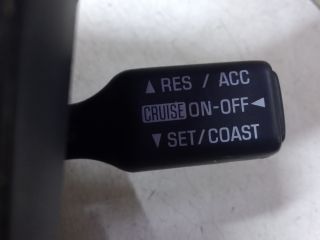 ▲ RES / ACC
CRUISE ON-OFF ◄
▼ SET/COAST